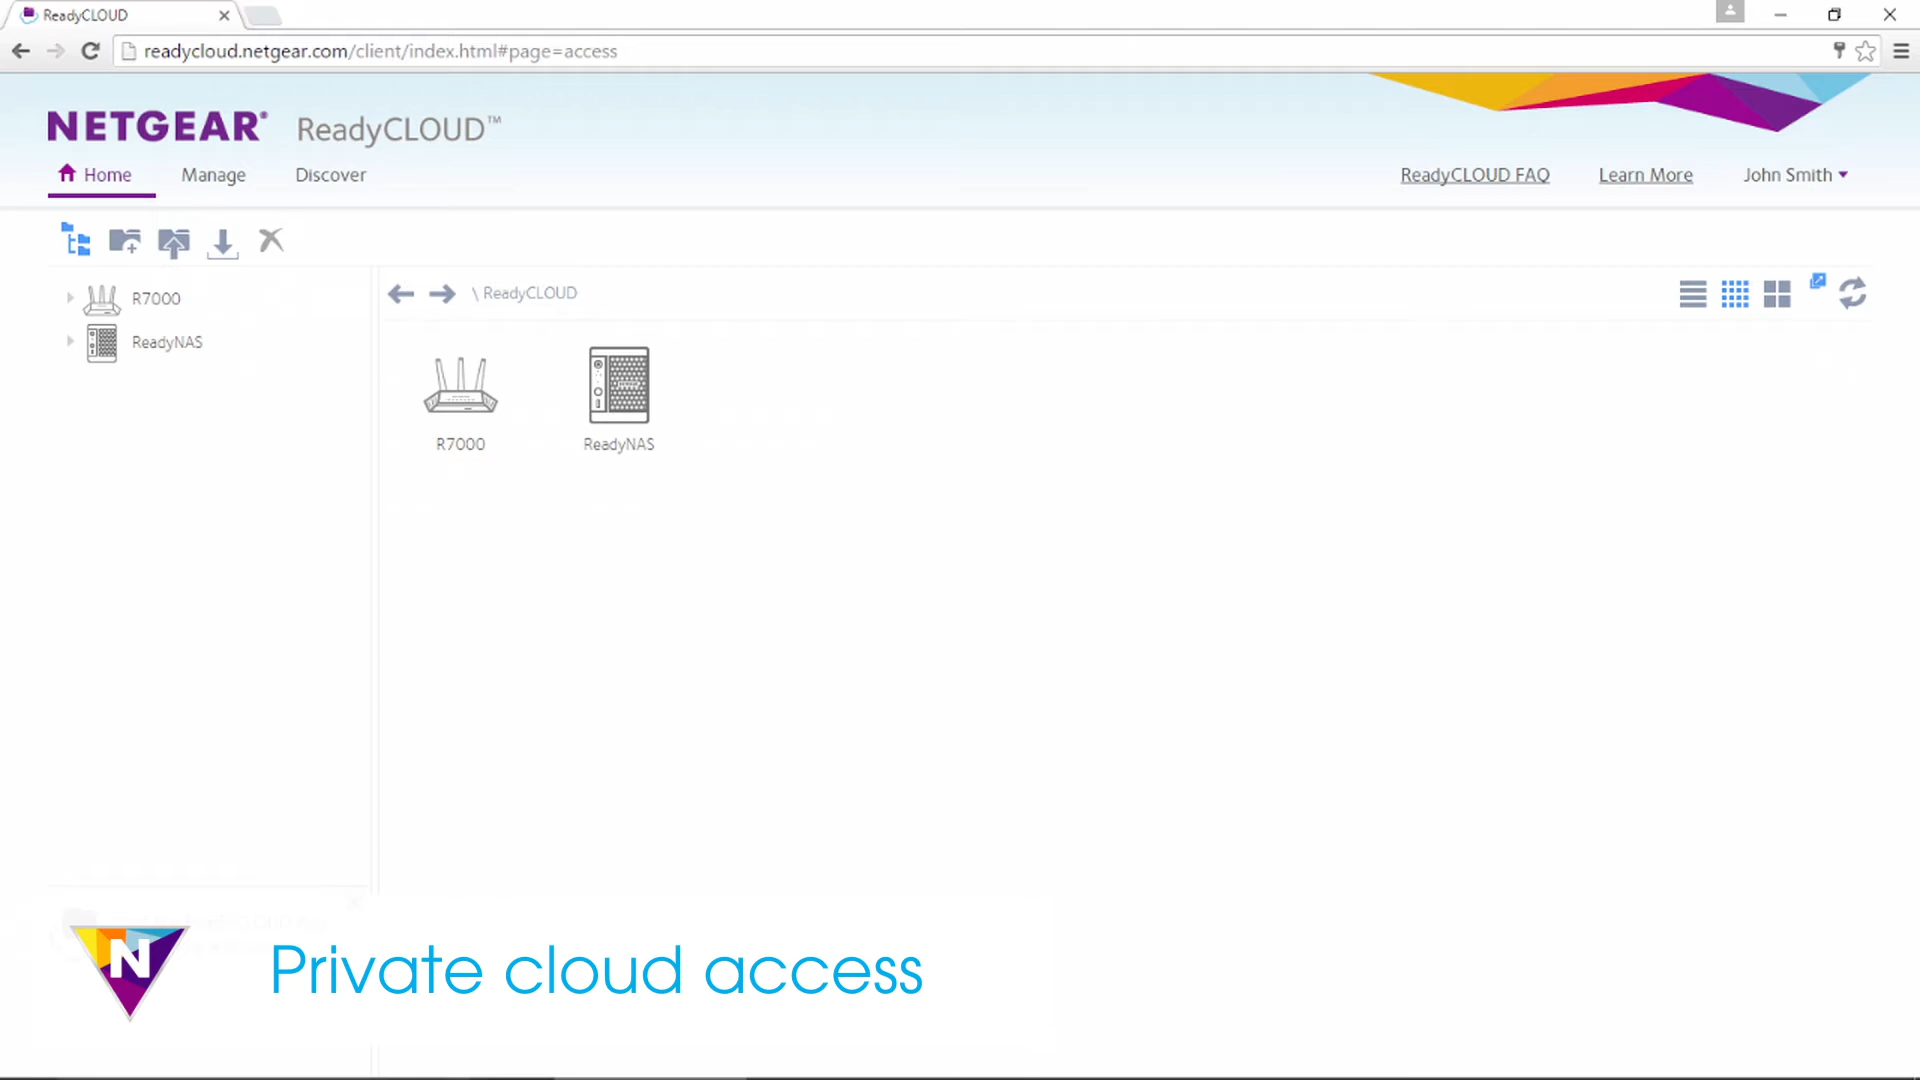 ReadyCLOUD
readycloud.netgear.com/client/index.html#page=access
NETGEAR® ReadyCLOUD™
Home Manage Discover ReadyCLOUD FAQ Learn More John Smith
R7000
ReadyNAS
\ ReadyCLOUD
R7000 ReadyNAS
N
Private cloud access